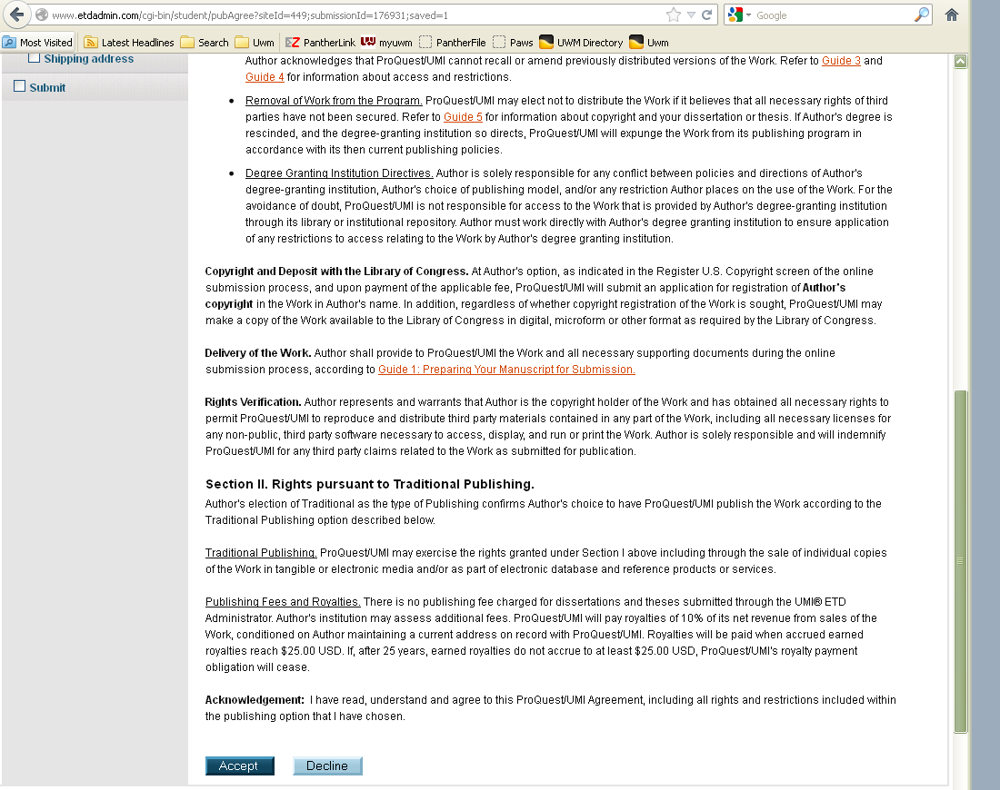 www.etdadmin.com/cgi-bin/student/pubAgree?siteId=449;submissionId=176931;saved=1
Google
Most Visited Latest Headlines Search Uwm PantherLink myuwm PantherFile Paws UWM Directory Uwm
Shipping address
Submit
Author acknowledges that ProQuest/UMI cannot recall or amend previously distributed versions of the Work. Refer to Guide 3 and
Guide 4 for information about access and restrictions.
• Removal of Work from the Program. ProQuest/UMI may elect not to distribute the Work if it believes that all necessary rights of third
parties have not been secured. Refer to Guide 5 for information about copyright and your dissertation or thesis. If Author's degree is
rescinded, and the degree-granting institution so directs, ProQuest/UMI will expunge the Work from its publishing program in
accordance with its then current publishing policies.
• Degree Granting Institution Directives. Author is solely responsible for any conflict between policies and directions of Author's
degree-granting institution, Author's choice of publishing model, and/or any restriction Author places on the use of the Work. For the
avoidance of doubt, ProQuest/UMI is not responsible for access to the Work that is provided by Author's degree-granting institution
through its library or institutional repository. Author must work directly with Author's degree granting institution to ensure application
of any restrictions to access relating to the Work by Author's degree granting institution.
Copyright and Deposit with the Library of Congress. At Author's option, as indicated in the Register U.S. Copyright screen of the online
submission process, and upon payment of the applicable fee, ProQuest/UMI will submit an application for registration of Author's
copyright in the Work in Author's name. In addition, regardless of whether copyright registration of the Work is sought, ProQuest/UMI may
make a copy of the Work available to the Library of Congress in digital, microform or other format as required by the Library of Congress.
Delivery of the Work. Author shall provide to ProQuest/UMI the Work and all necessary supporting documents during the online
submission process, according to Guide 1: Preparing Your Manuscript for Submission.
Rights Verification. Author represents and warrants that Author is the copyright holder of the Work and has obtained all necessary rights to
permit ProQuest/UMI to reproduce and distribute third party materials contained in any part of the Work, including all necessary licenses for
any non-public, third party software necessary to access, display, and run or print the Work. Author is solely responsible and will indemnify
ProQuest/UMI for any third party claims related to the Work as submitted for publication.
Section II. Rights pursuant to Traditional Publishing.
Author's election of Traditional as the type of Publishing confirms Author's choice to have ProQuest/UMI publish the Work according to the
Traditional Publishing option described below.
Traditional Publishing. ProQuest/UMI may exercise the rights granted under Section I above including through the sale of individual copies
of the Work in tangible or electronic media and/or as part of electronic database and reference products or services.
Publishing Fees and Royalties. There is no publishing fee charged for dissertations and theses submitted through the UMI® ETD
Administrator. Author's institution may assess additional fees. ProQuest/UMI will pay royalties of 10% of its net revenue from sales of the
Work, conditioned on Author maintaining a current address on record with ProQuest/UMI. Royalties will be paid when accrued earned
royalties reach $25.00 USD. If, after 25 years, earned royalties do not accrue to at least $25.00 USD, ProQuest/UMI's royalty payment
obligation will cease.
Acknowledgement: I have read, understand and agree to this ProQuest/UMI Agreement, including all rights and restrictions included within
the publishing option that I have chosen.
Accept Decline